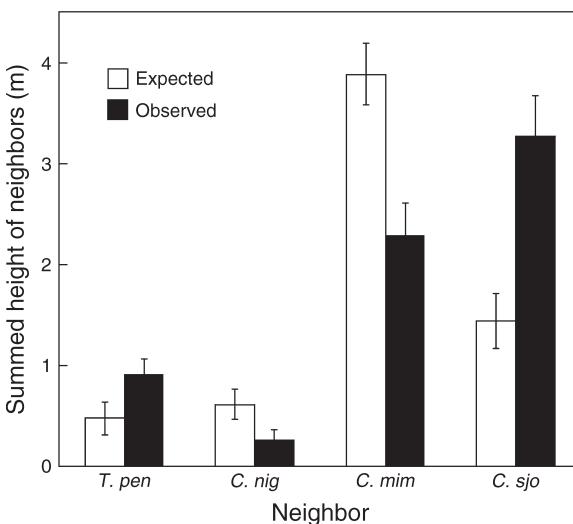 Summed height of neighbors (m)
4
3
2
1
0
Expected
Observed
T. pen C. nig C. mim C. sjo
Neighbor